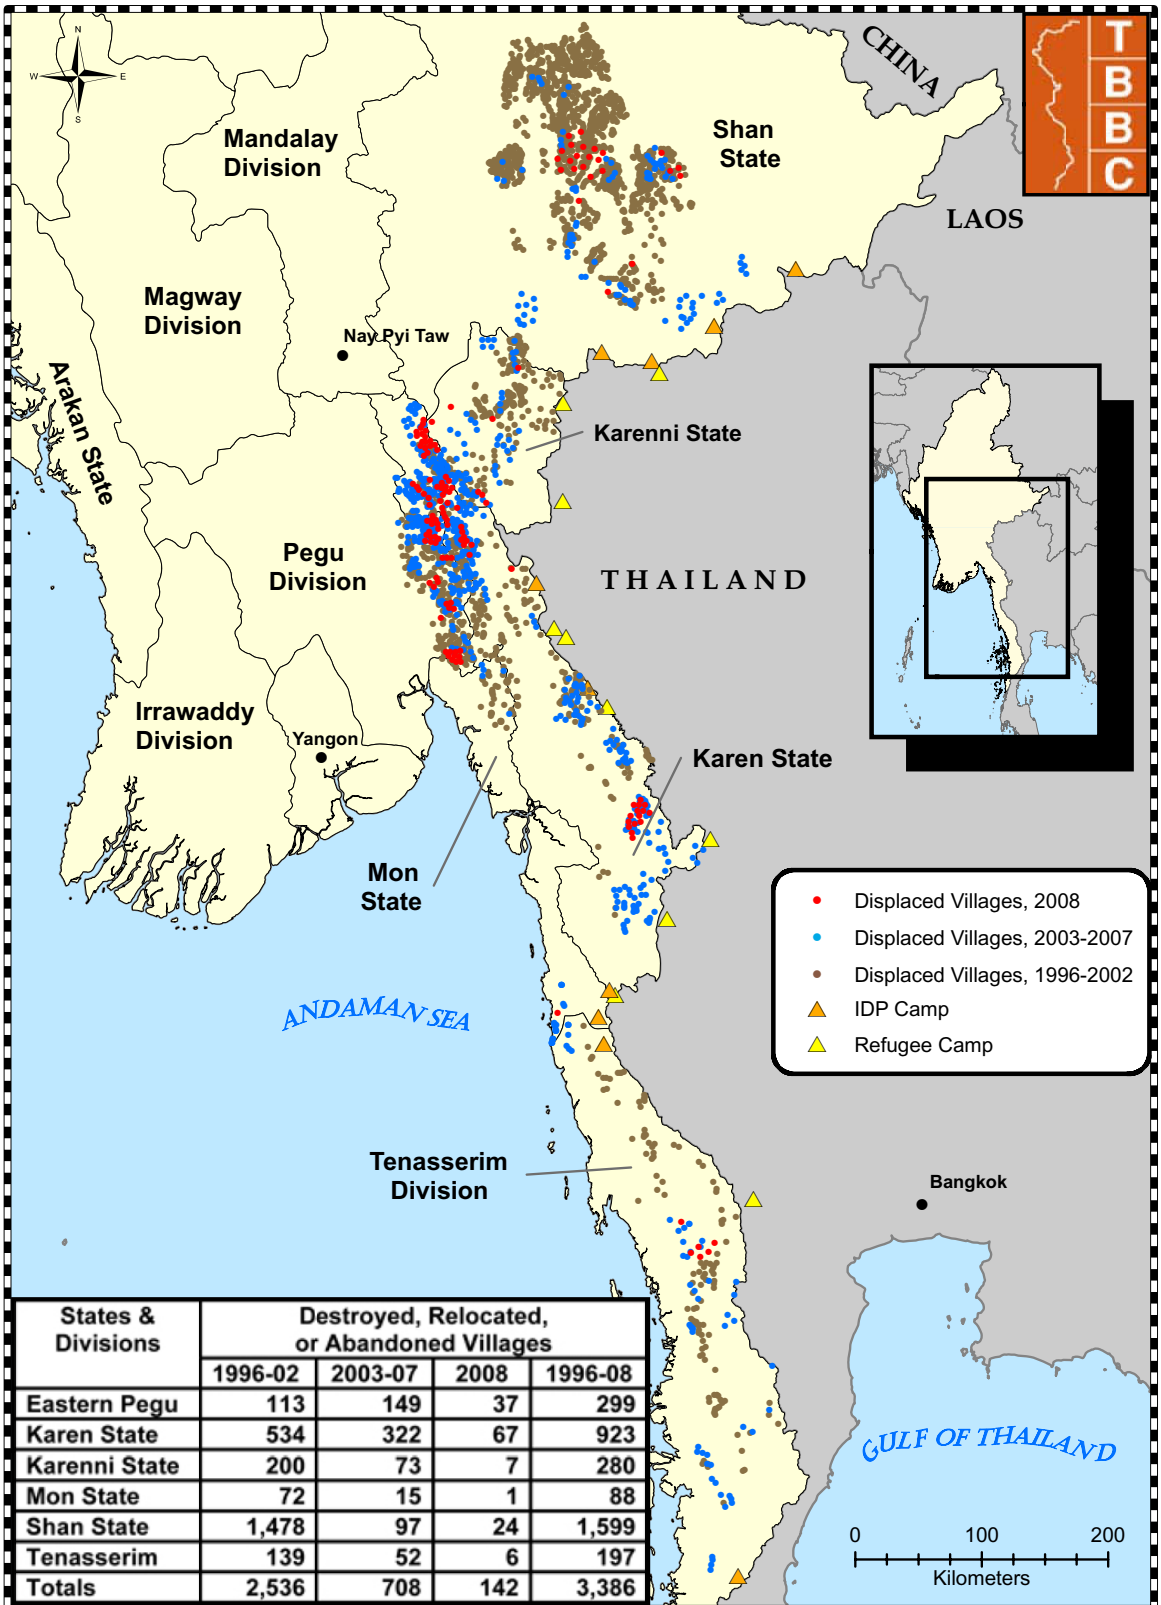 N
W
E
S
CHINA
T
B
B
C
Mandalay
Division
Shan
State
LAOS
Magway
Division
Nay Pyi Taw
Arakan State
Karenni State
Pegu
Division
THAILAND
Irrawaddy
Division
Yangon
Karen State
Mon
State
Displaced Villages, 2008
Displaced Villages, 2003-2007
Displaced Villages, 1996-2002
IDP Camp
Refugee Camp
ANDAMAN SEA
Tenasserim
Division
Bangkok
GULF OF THAILAND
0 100 200
Kilometers
States & Divisions Destroyed, Relocated, or Abandoned Villages
1996-02 2003-07 2008 1996-08
Eastern Pegu 113 149 37 299
Karen State 534 322 67 923
Karenni State 200 73 7 280
Mon State 72 15 1 88
Shan State 1,478 97 24 1,599
Tenasserim 139 52 6 197
Totals 2,536 708 142 3,386